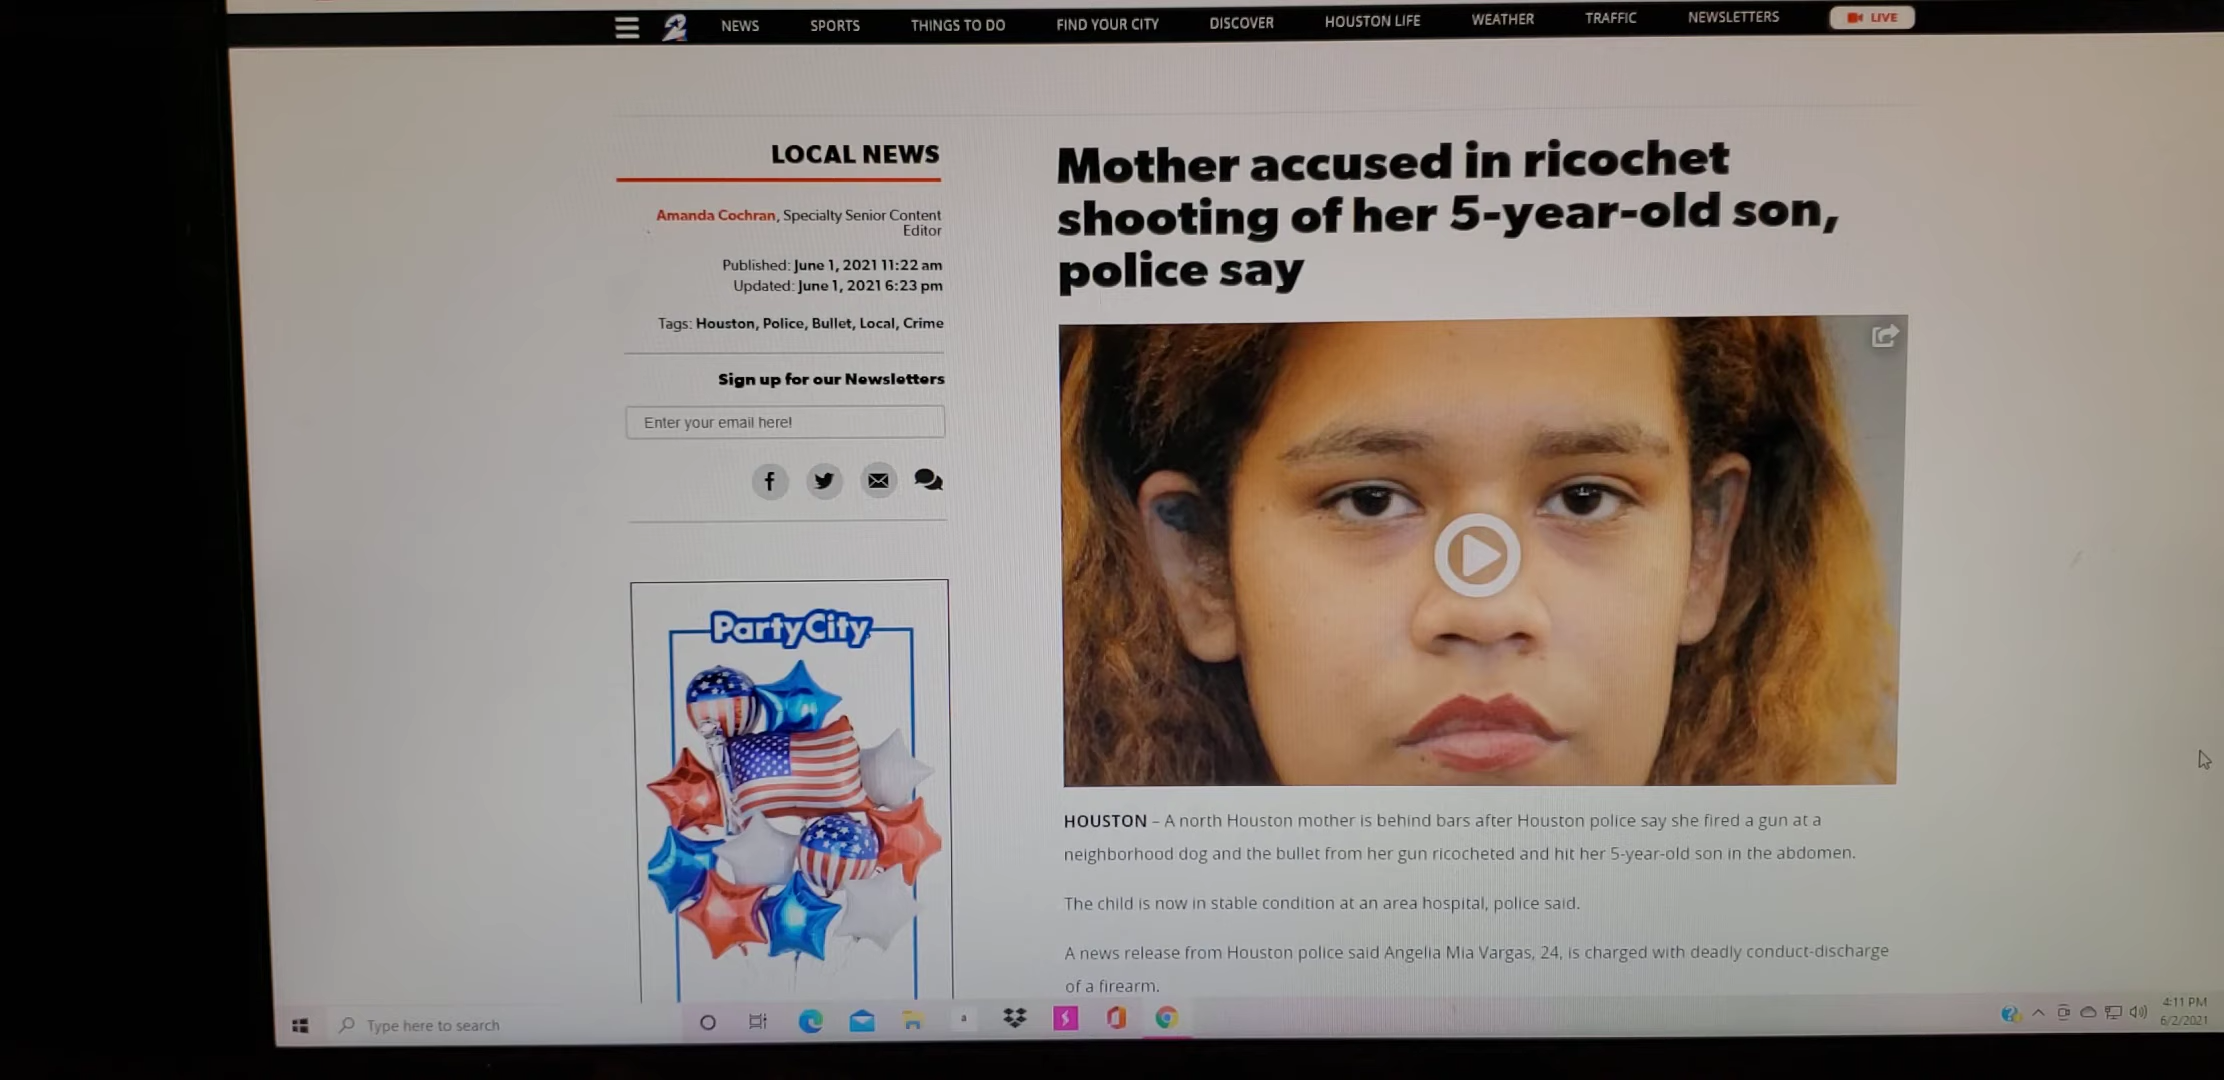 2 NEWS SPORTS THINGS TO DO FIND YOUR CITY DISCOVER HOUSTON LIFE WEATHER TRAFFIC NEWSLETTERS LIVE
LOCAL NEWS
Amanda Cochran, Specialty Senior Content
Editor
Published: June 1, 2021 11:22 am
Updated: June 1, 2021 6:23 pm
Tags: Houston, Police, Bullet, Local, Crime
Sign up for our Newsletters
Enter your email here!
PartyCity
Mother accused in ricochet
shooting of her 5-year-old son,
police say
HOUSTON – A north Houston mother is behind bars after Houston police say she fired a gun at a
neighborhood dog and the bullet from her gun ricocheted and hit her 5-year-old son in the abdomen.
The child is now in stable condition at an area hospital, police said.
A news release from Houston police said Angelia Mia Vargas, 24, is charged with deadly conduct-discharge
of a firearm.
Type here to search
a
4:11 PM
6/2/2021